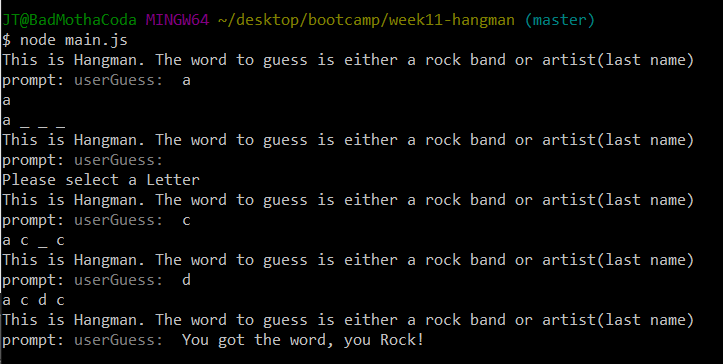 JT@BadMothaCoda MINGW64 ~/desktop/bootcamp/week11-hangman (master)
$ node main.js
This is Hangman. The word to guess is either a rock band or artist(last name)
prompt: userGuess:  a
a
a _ _ _
This is Hangman. The word to guess is either a rock band or artist(last name)
prompt: userGuess:
Please select a Letter
This is Hangman. The word to guess is either a rock band or artist(last name)
prompt: userGuess:  c
a c _ c
This is Hangman. The word to guess is either a rock band or artist(last name)
prompt: userGuess:  d
a c d c
This is Hangman. The word to guess is either a rock band or artist(last name)
prompt: userGuess:  You got the word, you Rock!